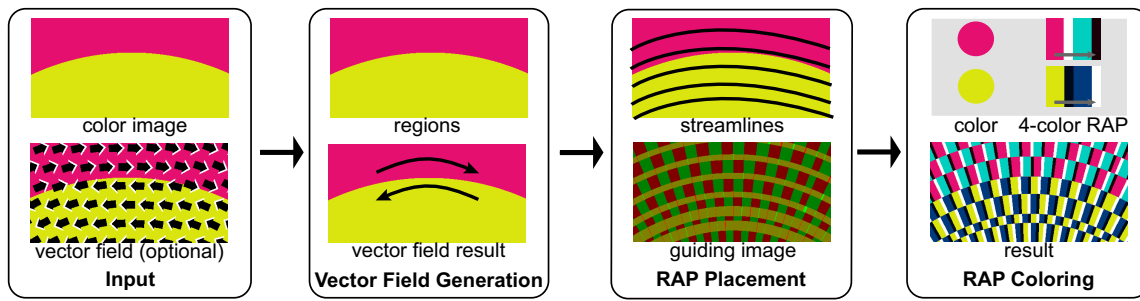 color image
vector field (optional)
Input
regions
vector field result
Vector Field Generation
streamlines
guiding image
RAP Placement
color 4-color RAP
result
RAP Coloring